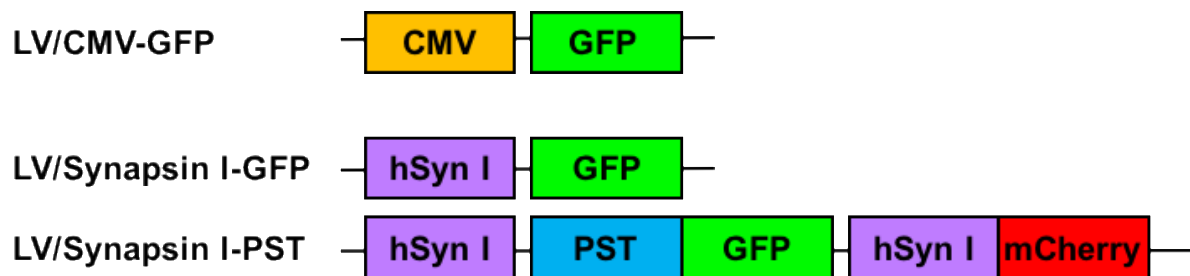 LV/CMV-GFP CMV GFP
LV/Synapsin I-GFP hSyn I GFP
LV/Synapsin I-PST hSyn I PST GFP hSyn I mCherry